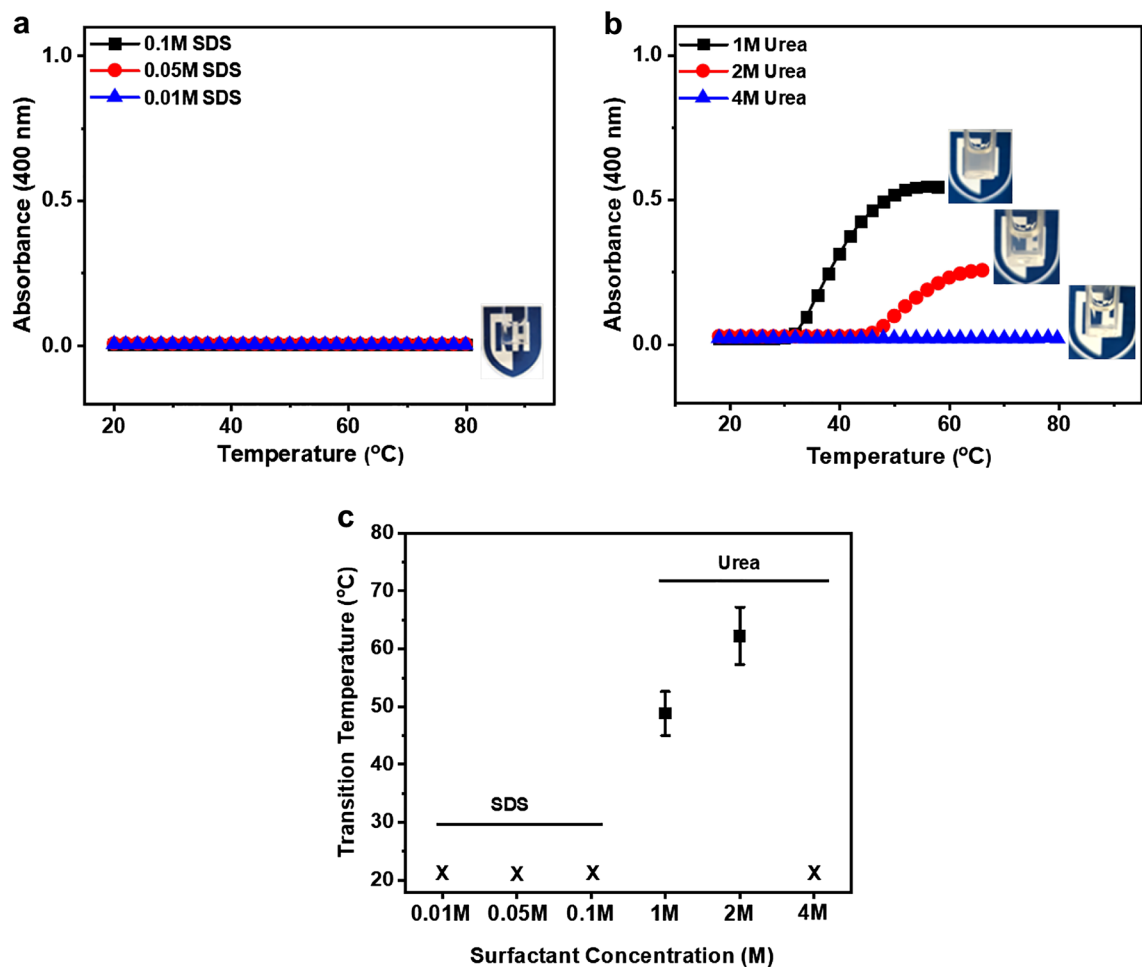 a
0.1M SDS
0.05M SDS
0.01M SDS
1.0
0.5
0.0
Absorbance (400 nm)
20 40 60 80
Temperature (°C)
b
1M Urea
2M Urea
4M Urea
1.0
0.5
0.0
Absorbance (400 nm)
20 40 60 80
Temperature (°C)
c
80
70
60
50
40
30
20
Transition Temperature (°C)
Urea
SDS
X X X X
0.01M 0.05M 0.1M 1M 2M 4M
Surfactant Concentration (M)